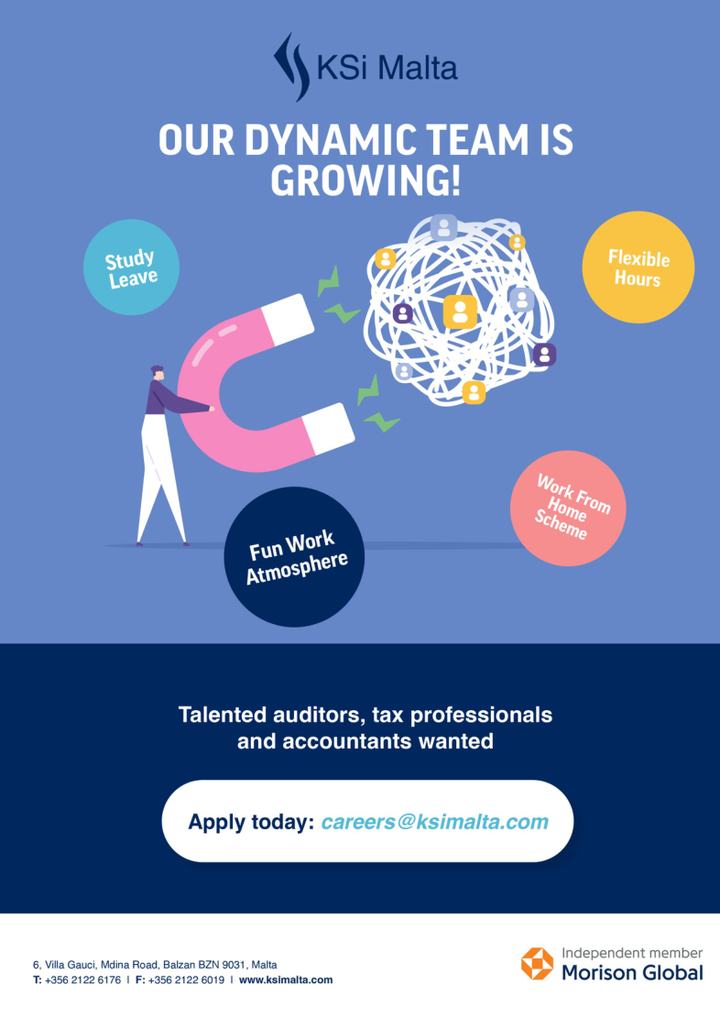 KSi Malta
OUR DYNAMIC TEAM IS
GROWING!
Study
Leave
Flexible
Hours
Work From
Home
Scheme
Fun Work
Atmosphere
Talented auditors, tax professionals
and accountants wanted
Apply today: careers@ksimalta.com
6, Villa Gauci, Mdina Road, Balzan BZN 9031, Malta
T: +356 2122 6176 I F: +356 2122 6019 I www.ksimalta.com
Independent member
Morison Global